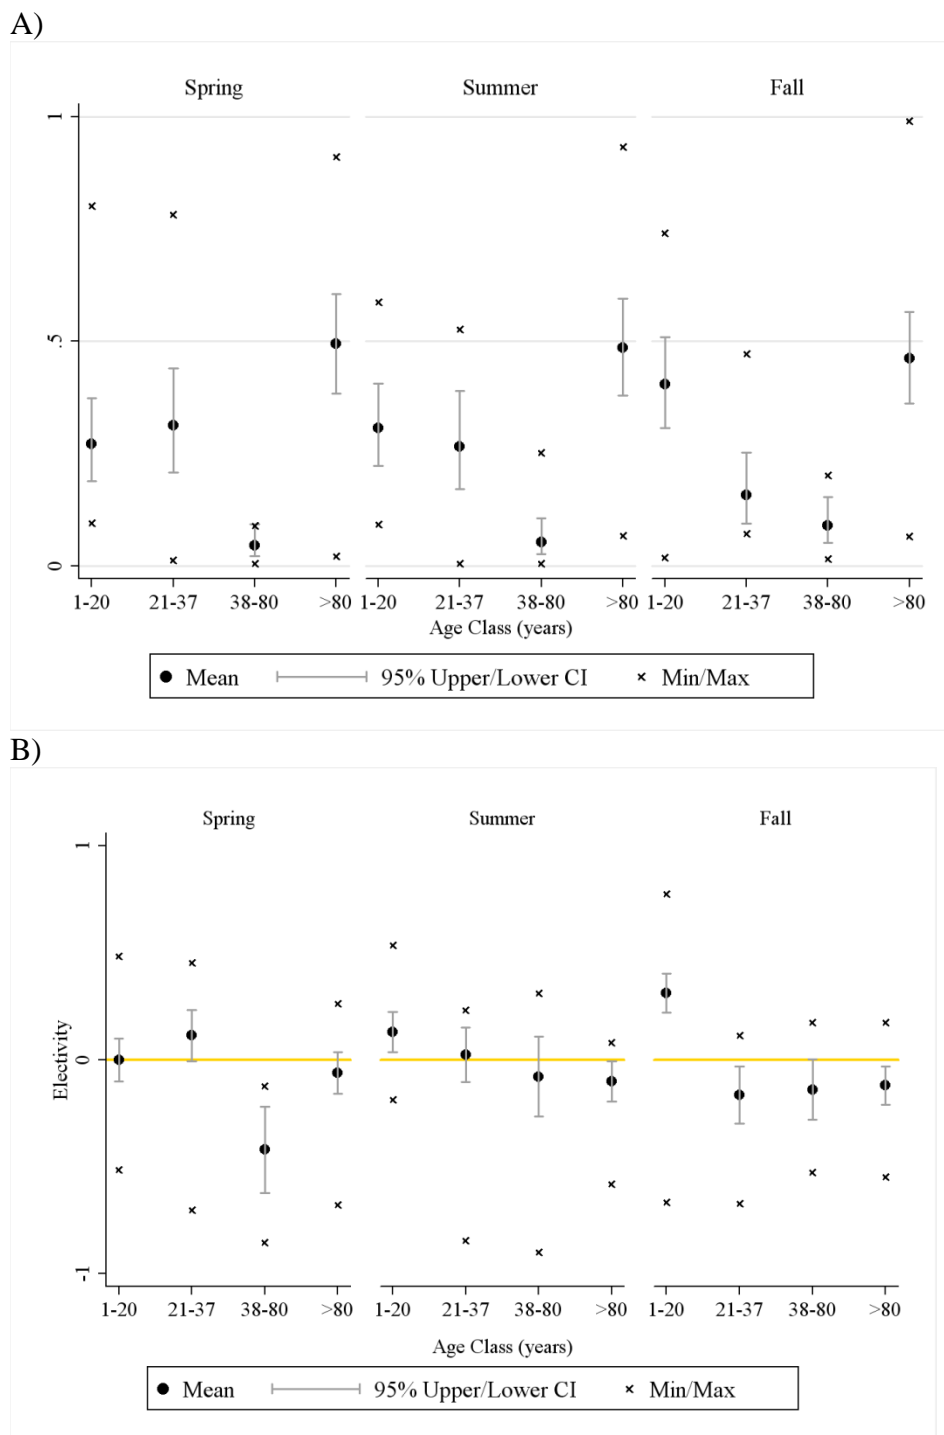 A)
Spring Summer Fall
1
.5
0
1-20 21-37 38-80 >80 1-20 21-37 38-80 >80 1-20 21-37 38-80 >80
Age Class (years)
Mean 95% Upper/Lower CI Min/Max
B)
Spring Summer Fall
1
0
-1
Electivity
1-20 21-37 38-80 >80 1-20 21-37 38-80 >80 1-20 21-37 38-80 >80
Age Class (years)
Mean 95% Upper/Lower CI Min/Max